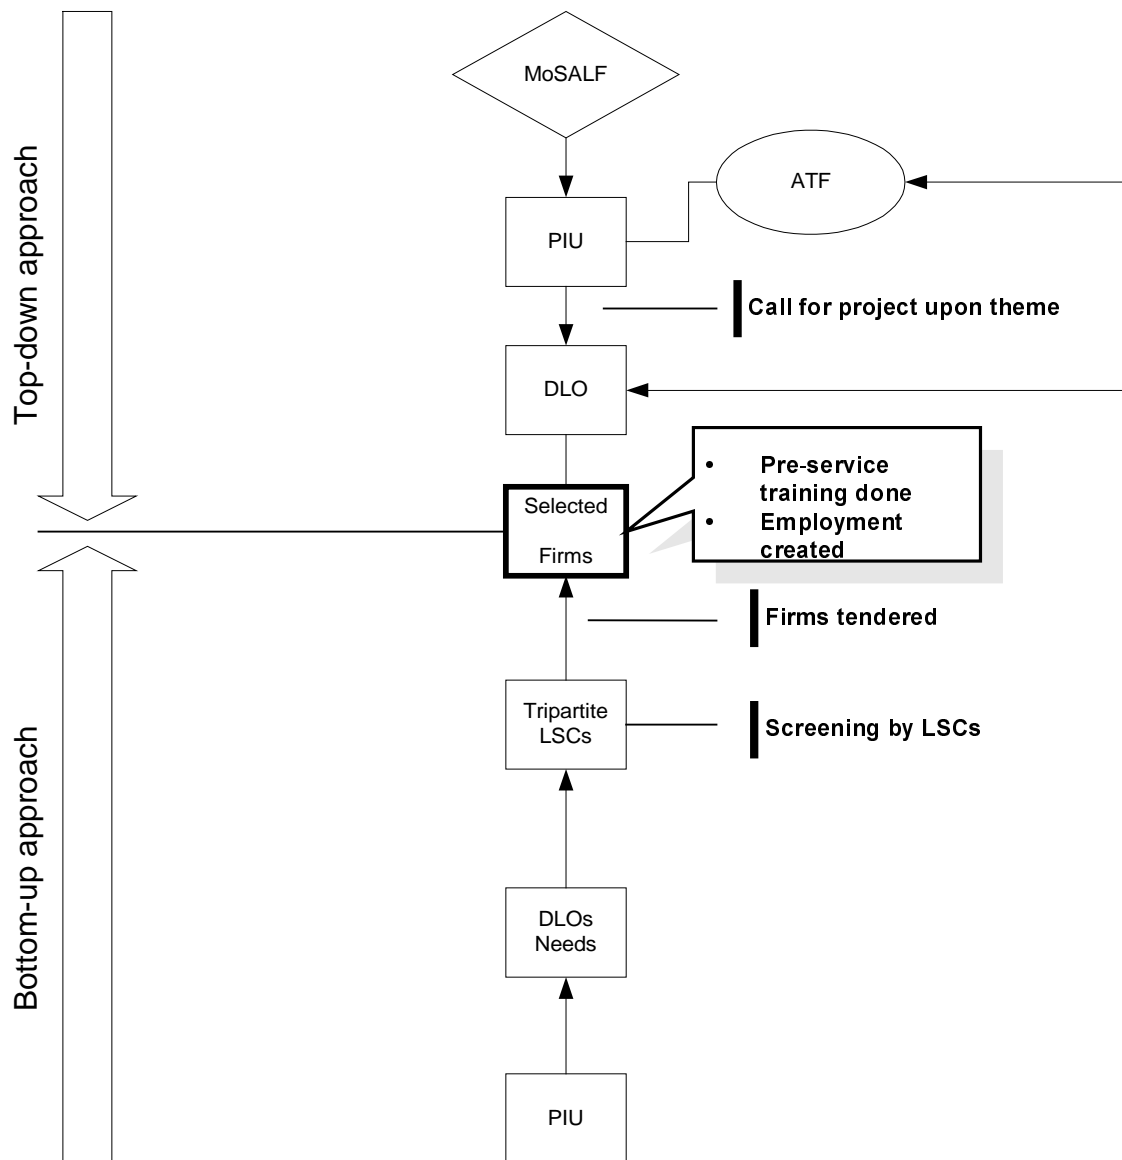 MoSALF
ATF
PIU
Call for project upon theme
DLO
Top-down approach
• Pre-service
training done
• Employment
created
Selected
Firms
Firms tendered
Tripartite
LSCs
Screening by LSCs
Bottom-up approach
DLOs
Needs
PIU